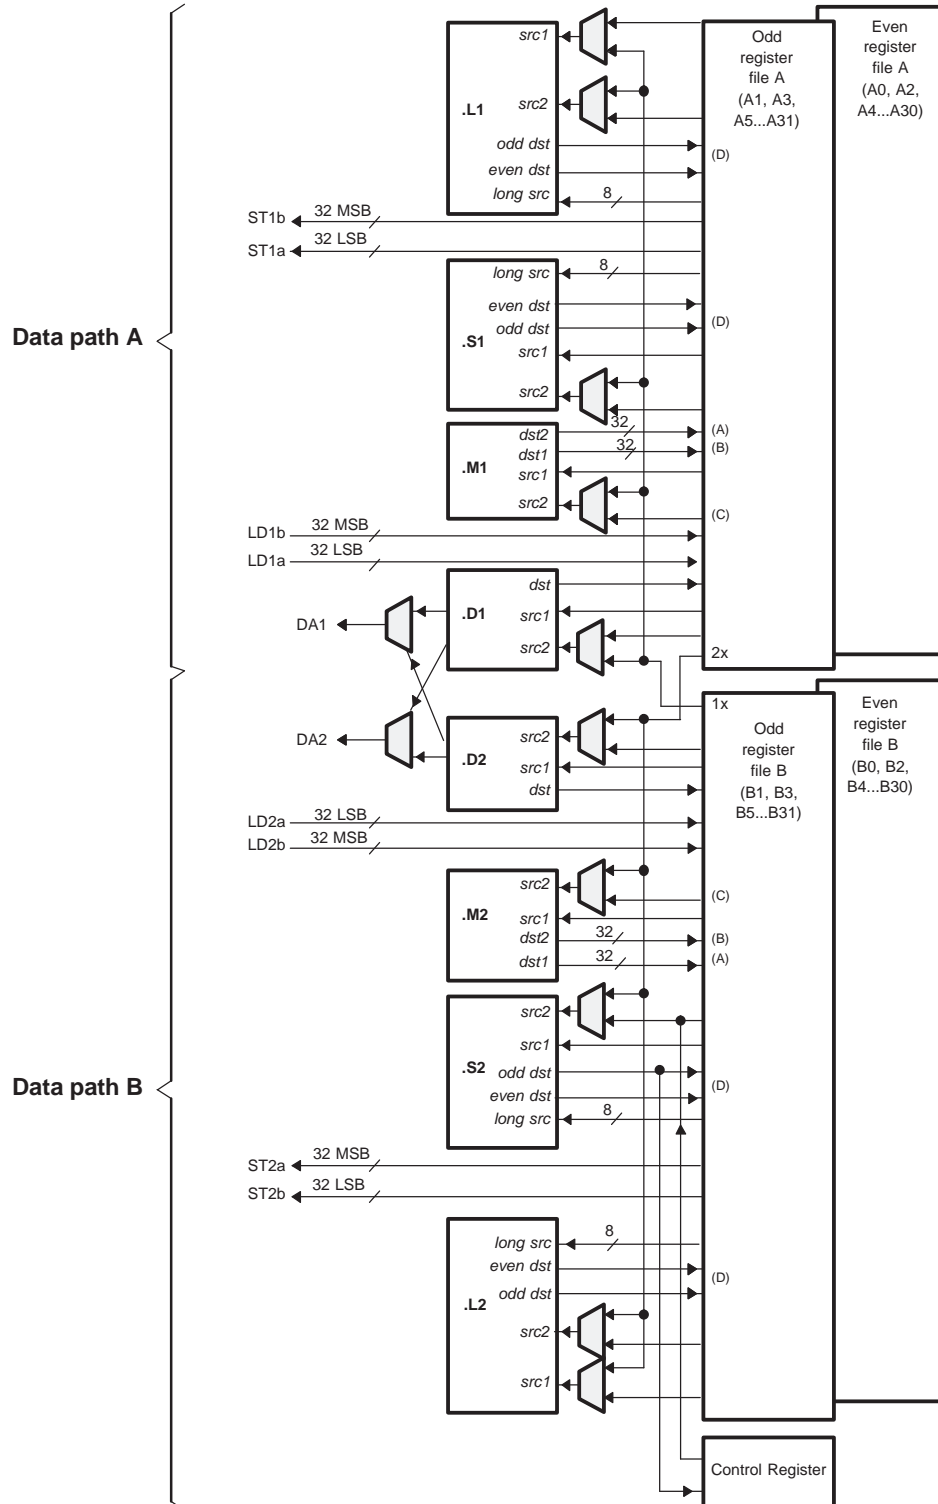 src1
Odd
register
file A
(A1, A3,
A5...A31)
Even
register
file A
(A0, A2,
A4...A30)
src2
.L1
odd dst
(D)
even dst
long src
8
ST1b
32 MSB
ST1a
32 LSB
long src
8
even dst
(D)
odd dst
Data path A
.S1
src1
src2
32
dst2
(A)
32
dst1
(B)
.M1
src1
src2
(C)
LD1b
32 MSB
LD1a
32 LSB
dst
.D1
src1
DA1
src2
2x
1x
Odd
register
file B
(B1, B3,
B5...B31)
Even
register
file B
(B0, B2,
B4...B30)
DA2
src2
.D2
src1
dst
LD2a
32 LSB
LD2b
32 MSB
src2
(C)
.M2
src1
dst2
32
(B)
dst1
32
(A)
src2
src1
.S2
odd dst
(D)
Data path B
even dst
long src
8
ST2a
32 MSB
ST2b
32 LSB
long src
8
even dst
(D)
odd dst
.L2
src2
src1
Control Register